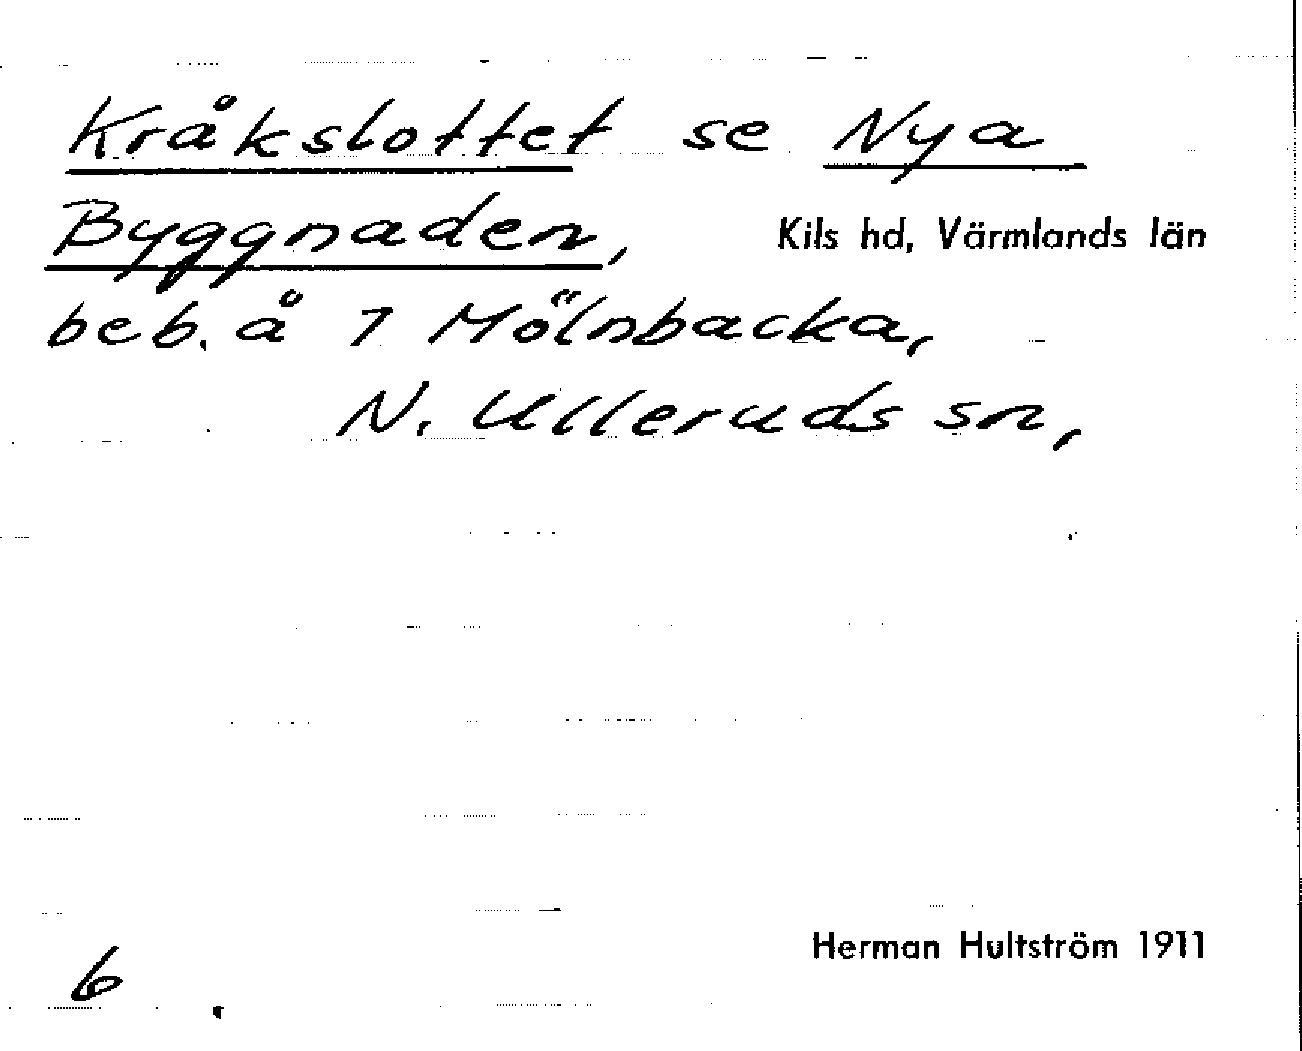 Kråkslottet se Nya
Byggnaden, Kils hd, Värmlands län
beb. å 7 Mölnbacka,
N. Ulleruds sn,
Herman Hultström 1911
6